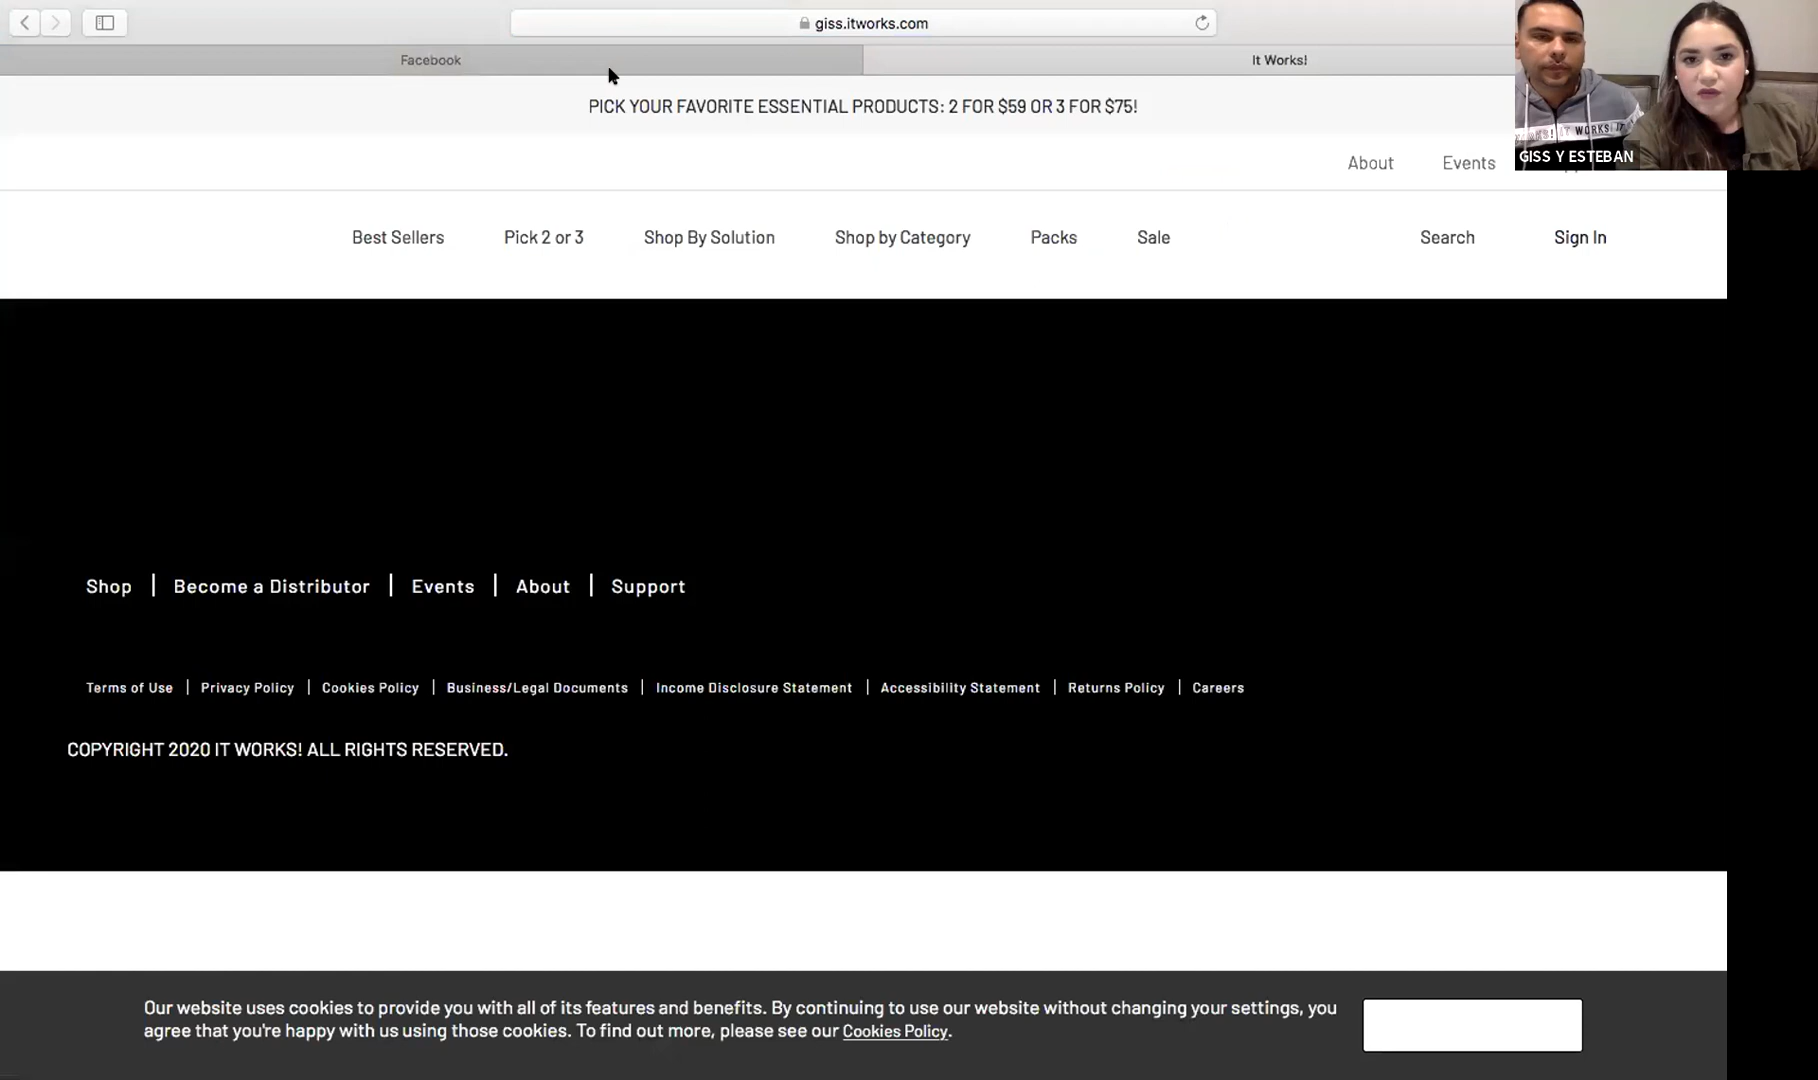 giss.itworks.com
Facebook
It Works!
PICK YOUR FAVORITE ESSENTIAL PRODUCTS: 2 FOR $59 OR 3 FOR $75!
IT WORKS! IT
GISS Y ESTEBAN
About Events
Best Sellers Pick 2 or 3 Shop By Solution Shop by Category Packs Sale Search Sign In
Shop | Become a Distributor | Events | About | Support
Terms of Use | Privacy Policy | Cookies Policy | Business/Legal Documents | Income Disclosure Statement | Accessibility Statement | Returns Policy | Careers
COPYRIGHT 2020 IT WORKS! ALL RIGHTS RESERVED.
Our website uses cookies to provide you with all of its features and benefits. By continuing to use our website without changing your settings, you
agree that you're happy with us using those cookies. To find out more, please see our Cookies Policy.